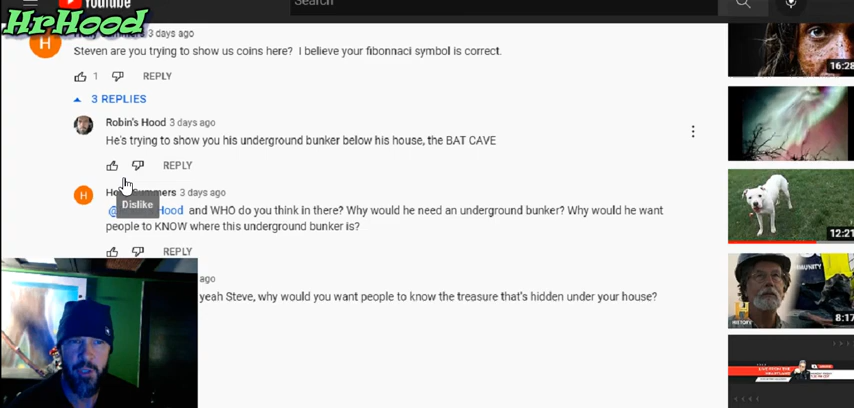 YouTube
Search
HrHood
3 days ago
H
Steven are you trying to show us coins here? I believe your fibonnaci symbol is correct.
1 REPLY
3 REPLIES
Robin's Hood 3 days ago
He's trying to show you his underground bunker below his house, the BAT CAVE
REPLY
H
mmers 3 days ago
Dislike
@ Hood and WHO do you think in there? Why would he need an underground bunker? Why would he want
people to KNOW where this underground bunker is?
REPLY
ago
yeah Steve, why would you want people to know the treasure that's hidden under your house?
16:28
12:21
H
HISTORY
8:17